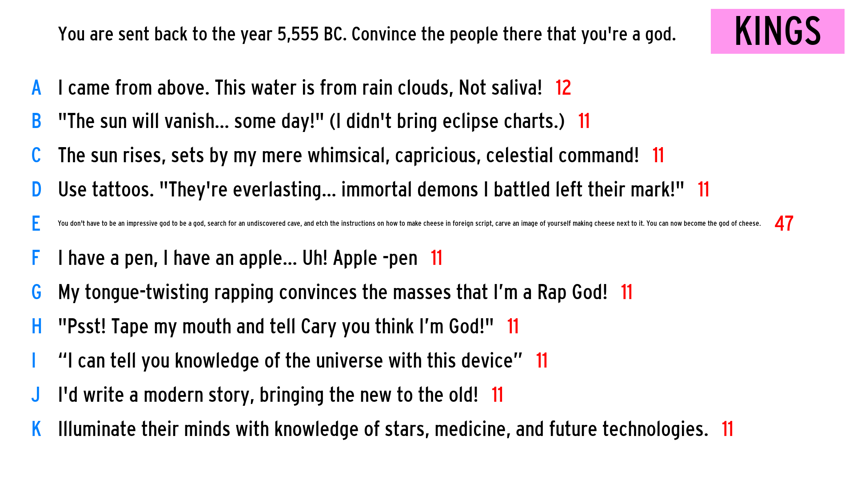 You are sent back to the year 5,555 BC. Convince the people there that you're a god.
KINGS
A I came from above. This water is from rain clouds, Not saliva! 12
B "The sun will vanish... some day!" (I didn't bring eclipse charts.) 11
C The sun rises, sets by my mere whimsical, capricious, celestial command! 11
D Use tattoos. "They're everlasting... immortal demons I battled left their mark!" 11
E You don't have to be an impressive god to be a god, search for an undiscovered cave, and etch the instructions on how to make cheese in foreign script, carve an image of yourself making cheese next to it. You can now become the god of cheese. 47
F I have a pen, I have an apple... Uh! Apple -pen 11
G My tongue-twisting rapping convinces the masses that I’m a Rap God! 11
H "Psst! Tape my mouth and tell Cary you think I’m God!" 11
I “I can tell you knowledge of the universe with this device” 11
J I'd write a modern story, bringing the new to the old! 11
K Illuminate their minds with knowledge of stars, medicine, and future technologies. 11